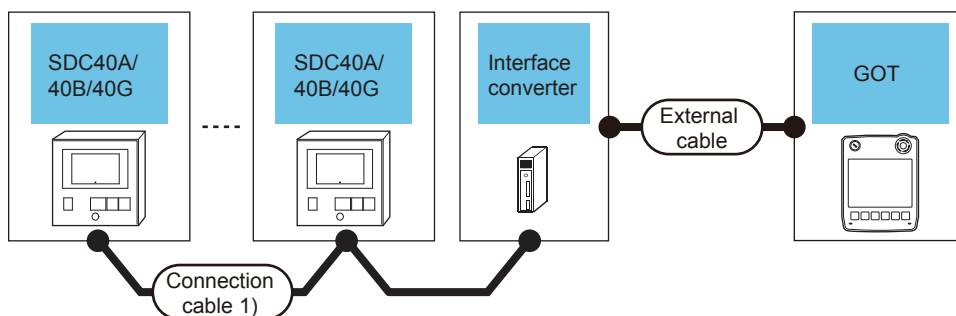 SDC40A/
40B/40G
SDC40A/
40B/40G
Interface
converter
GOT
External
cable
Connection
cable 1)